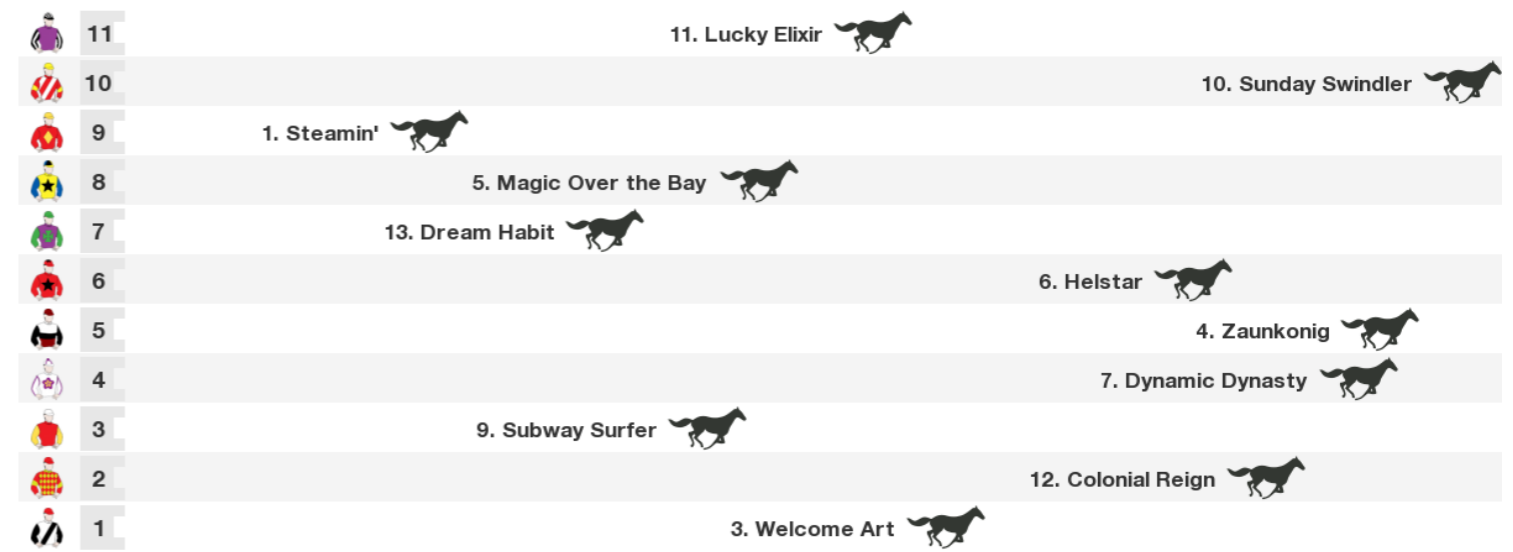 11 11. Lucky Elixir
10 10. Sunday Swindler
9 1. Steamin'
8 5. Magic Over the Bay
7 13. Dream Habit
6 6. Helstar
5 4. Zaunkonig
4 7. Dynamic Dynasty
3 9. Subway Surfer
2 12. Colonial Reign
1 3. Welcome Art